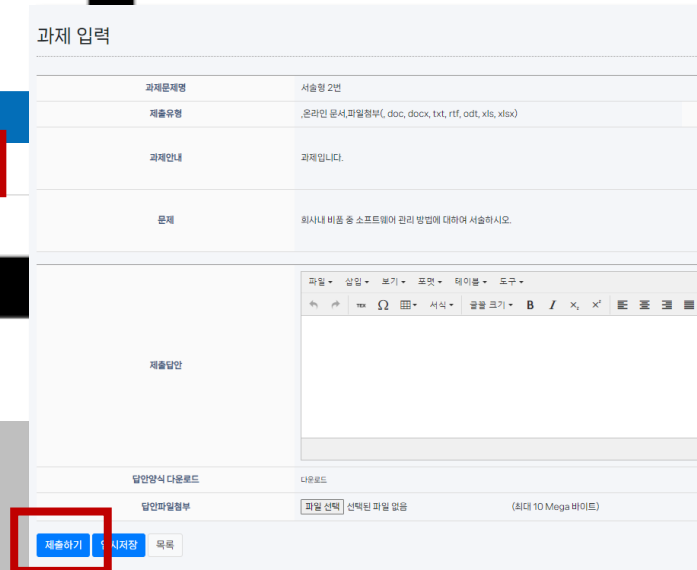 과제 입력
과제문제명 서술형 2번
제출유형 ,온라인 문서,파일첨부(, doc, docx, txt, rtf, odt, xls, xlsx)
과제안내 과제입니다.
문제 회사내 비품 중 소프트웨어 관리 방법에 대하여 서술하시오.
파일 삽입 보기 포맷 테이블 도구
TEX Ω 서식 글꼴 크기 B I X₂ X²
제출답안
답안양식 다운로드 다운로드
답안파일첨부 파일 선택 선택된 파일 없음 (최대 10 Mega 바이트)
제출하기 시저장 목록